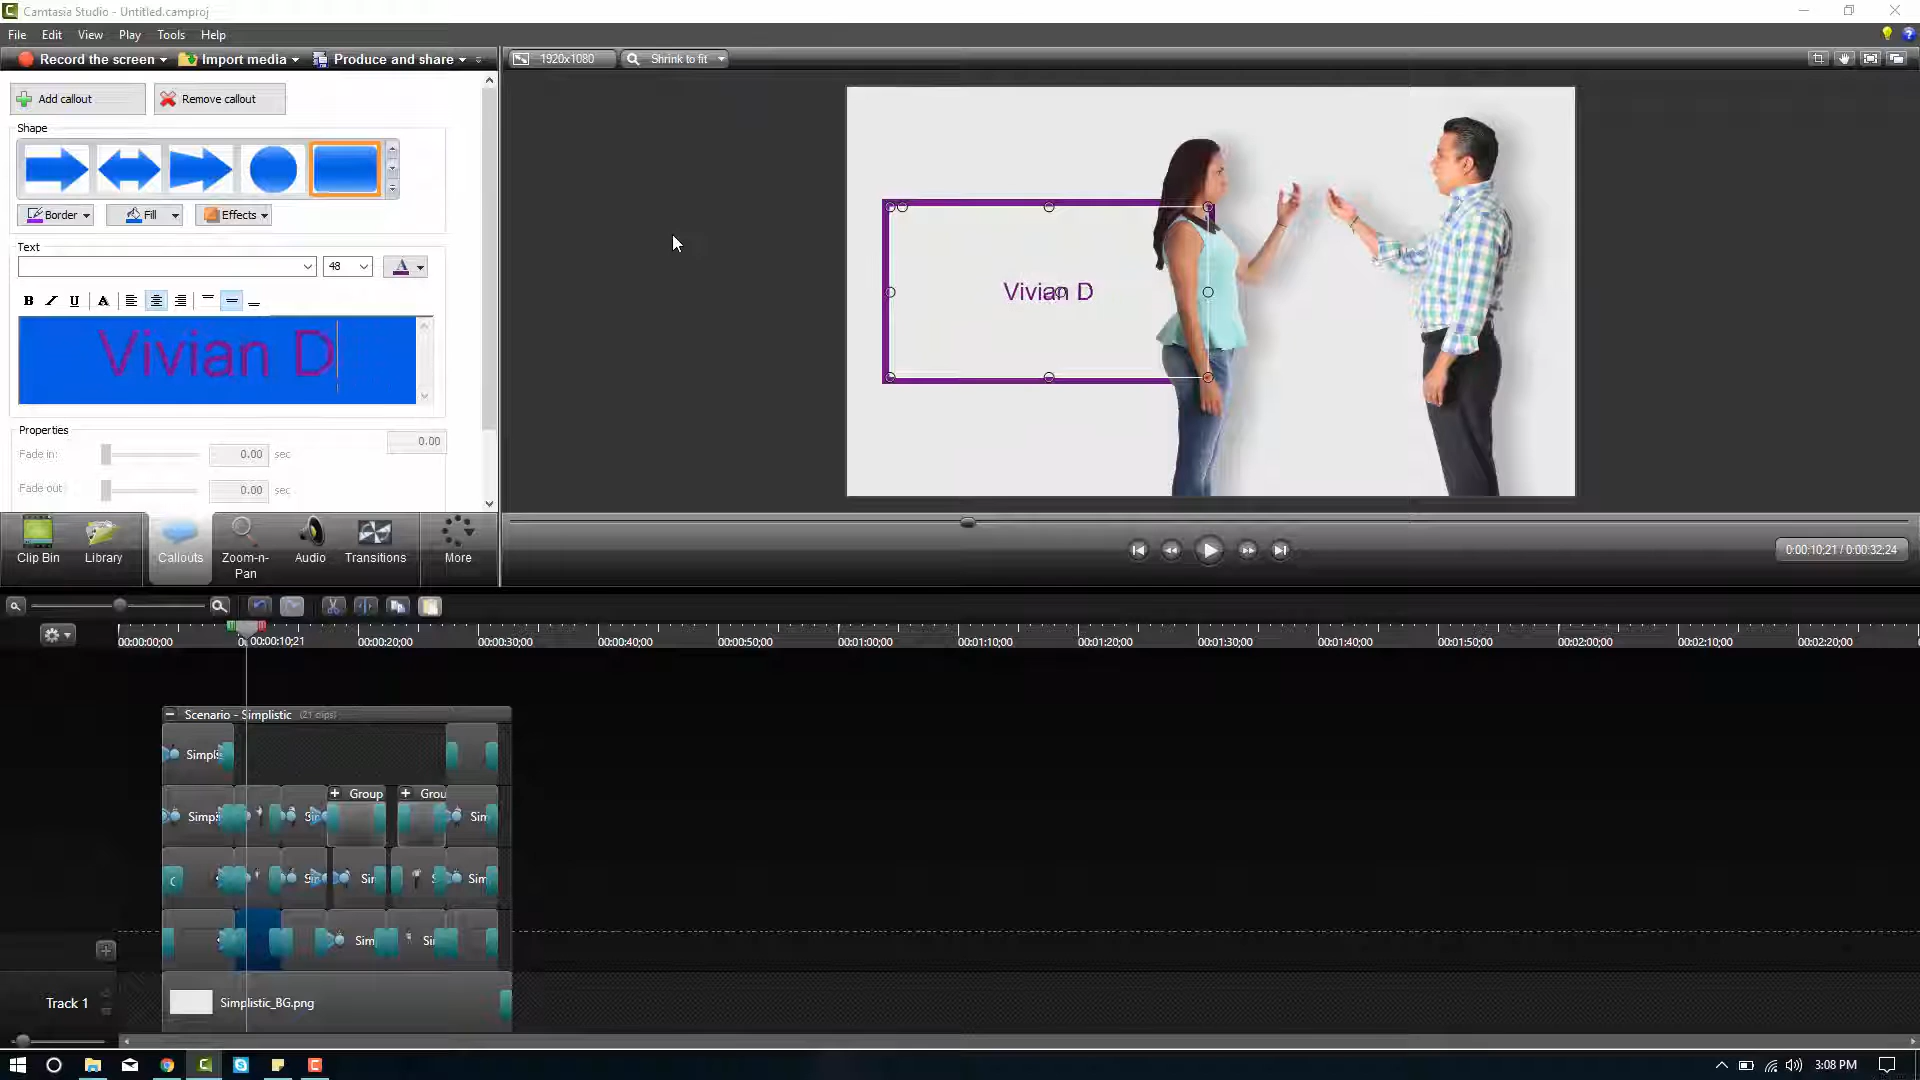 Camtasia Studio - Untitled.camproj
File Edit View Play Tools Help
Record the screen Import media Produce and share
1920x1080 Shrink to fit
Add callout Remove callout
Shape
Border Fill Effects
Text
48
B I U A
Vivian D
Vivian D
Properties
0.00
Fade in: 0.00 sec
Fade out 0.00 sec
Clip Bin Library Callouts Zoom-n-Pan Audio Transitions More
0:00:10;21 / 0:00:32;24
00:00:00;00 00:00:10;21 00:00:20;00 00:00:30;00 00:00:40;00 00:00:50;00 00:01:00;00 00:01:10;00 00:01:20;00 00:01:30;00 00:01:40;00 00:01:50;00 00:02:00;00 00:02:10;00 00:02:20;00
Scenario - Simplistic (21 clips)
Simplis
Group Grou
Simpl Si Sim
C Sin Sin S Sim
Sim Si
Track 1 Simplistic_BG.png
3:08 PM